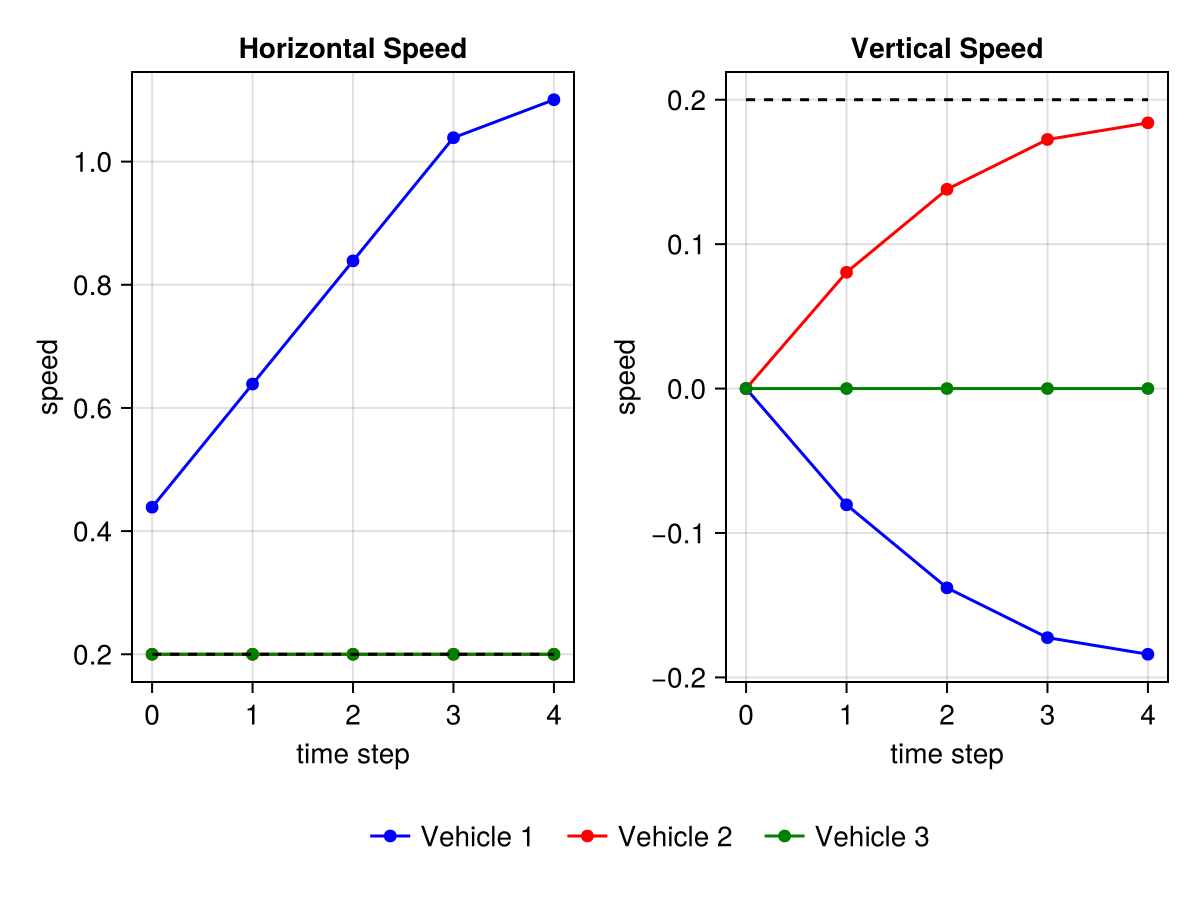 Horizontal Speed
speed
1.0
0.8
0.6
0.4
0.2
0 1 2 3 4
time step
Vertical Speed
speed
0.2
0.1
0.0
−0.1
−0.2
0 1 2 3 4
time step
Vehicle 1 Vehicle 2 Vehicle 3